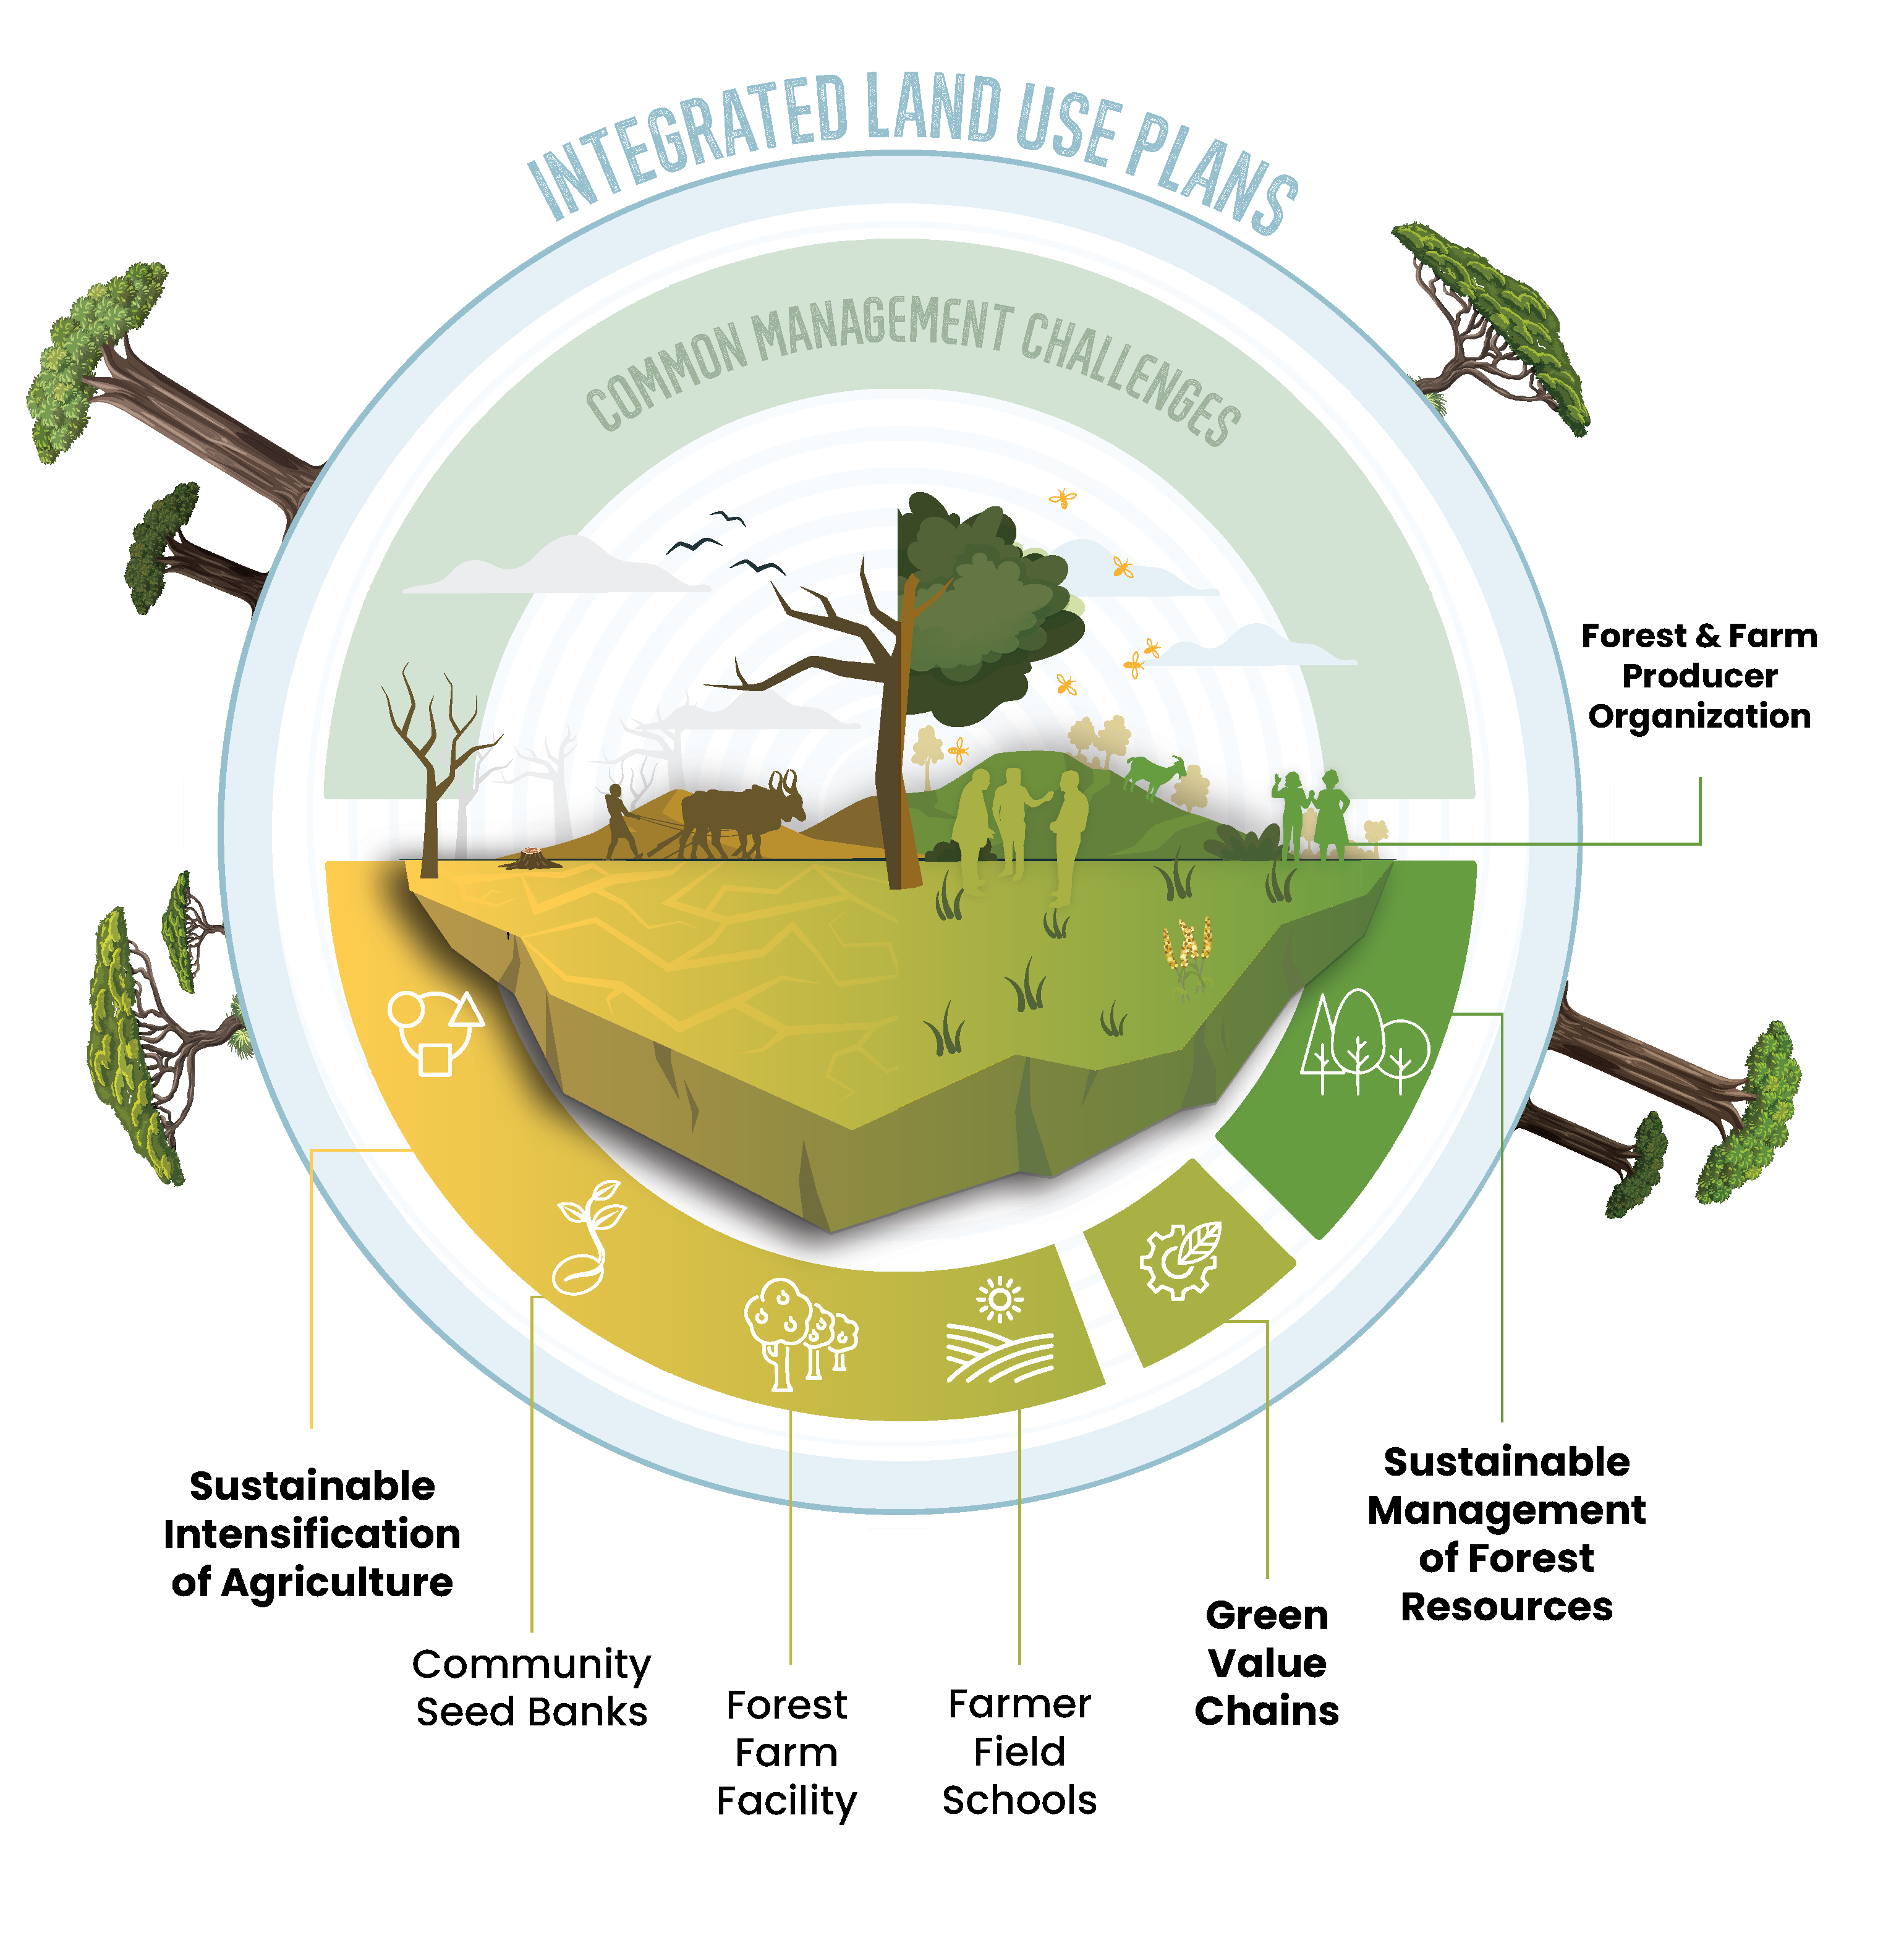 INTEGRATED LAND USE PLANS
COMMON MANAGEMENT CHALLENGES
Forest & Farm
Producer
Organization
Sustainable
Intensification
of Agriculture
Community
Seed Banks
Forest
Farm
Facility
Farmer
Field
Schools
Green
Value
Chains
Sustainable
Management
of Forest
Resources